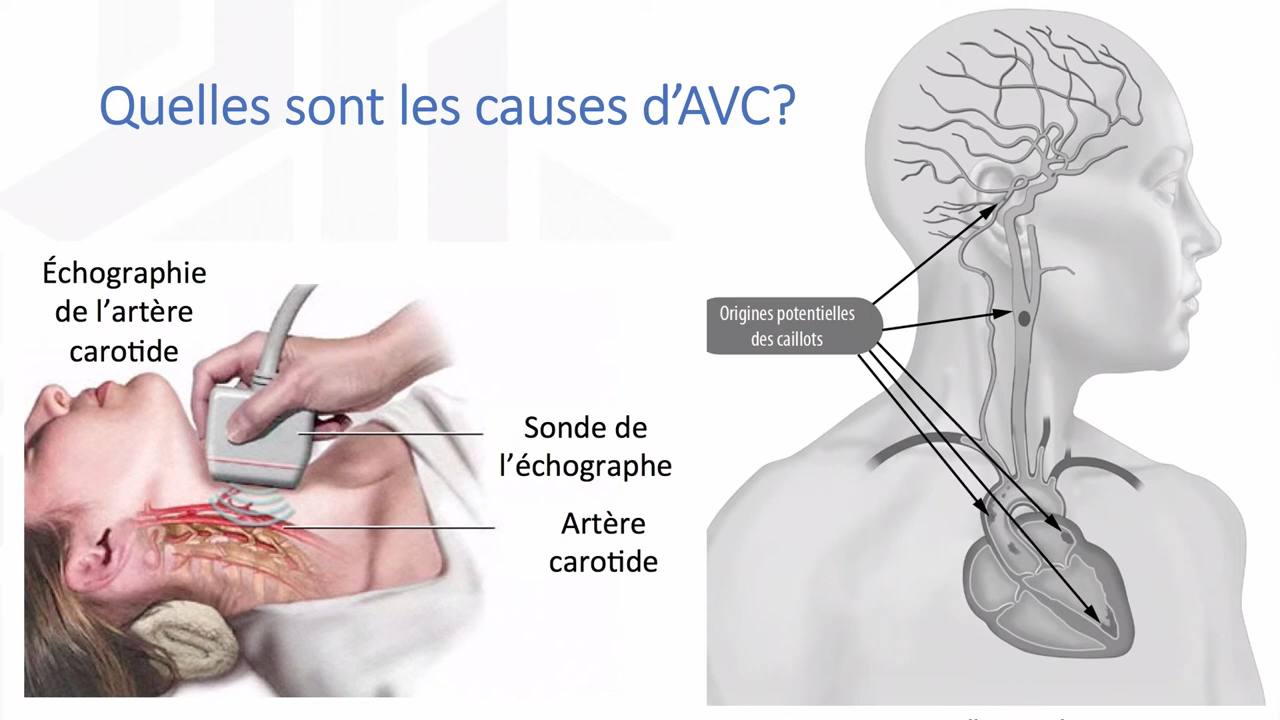 Quelles sont les causes d’AVC?
Échographie
de l’artère
carotide
Sonde de
l’échographe
Artère
carotide
Origines potentielles
des caillots